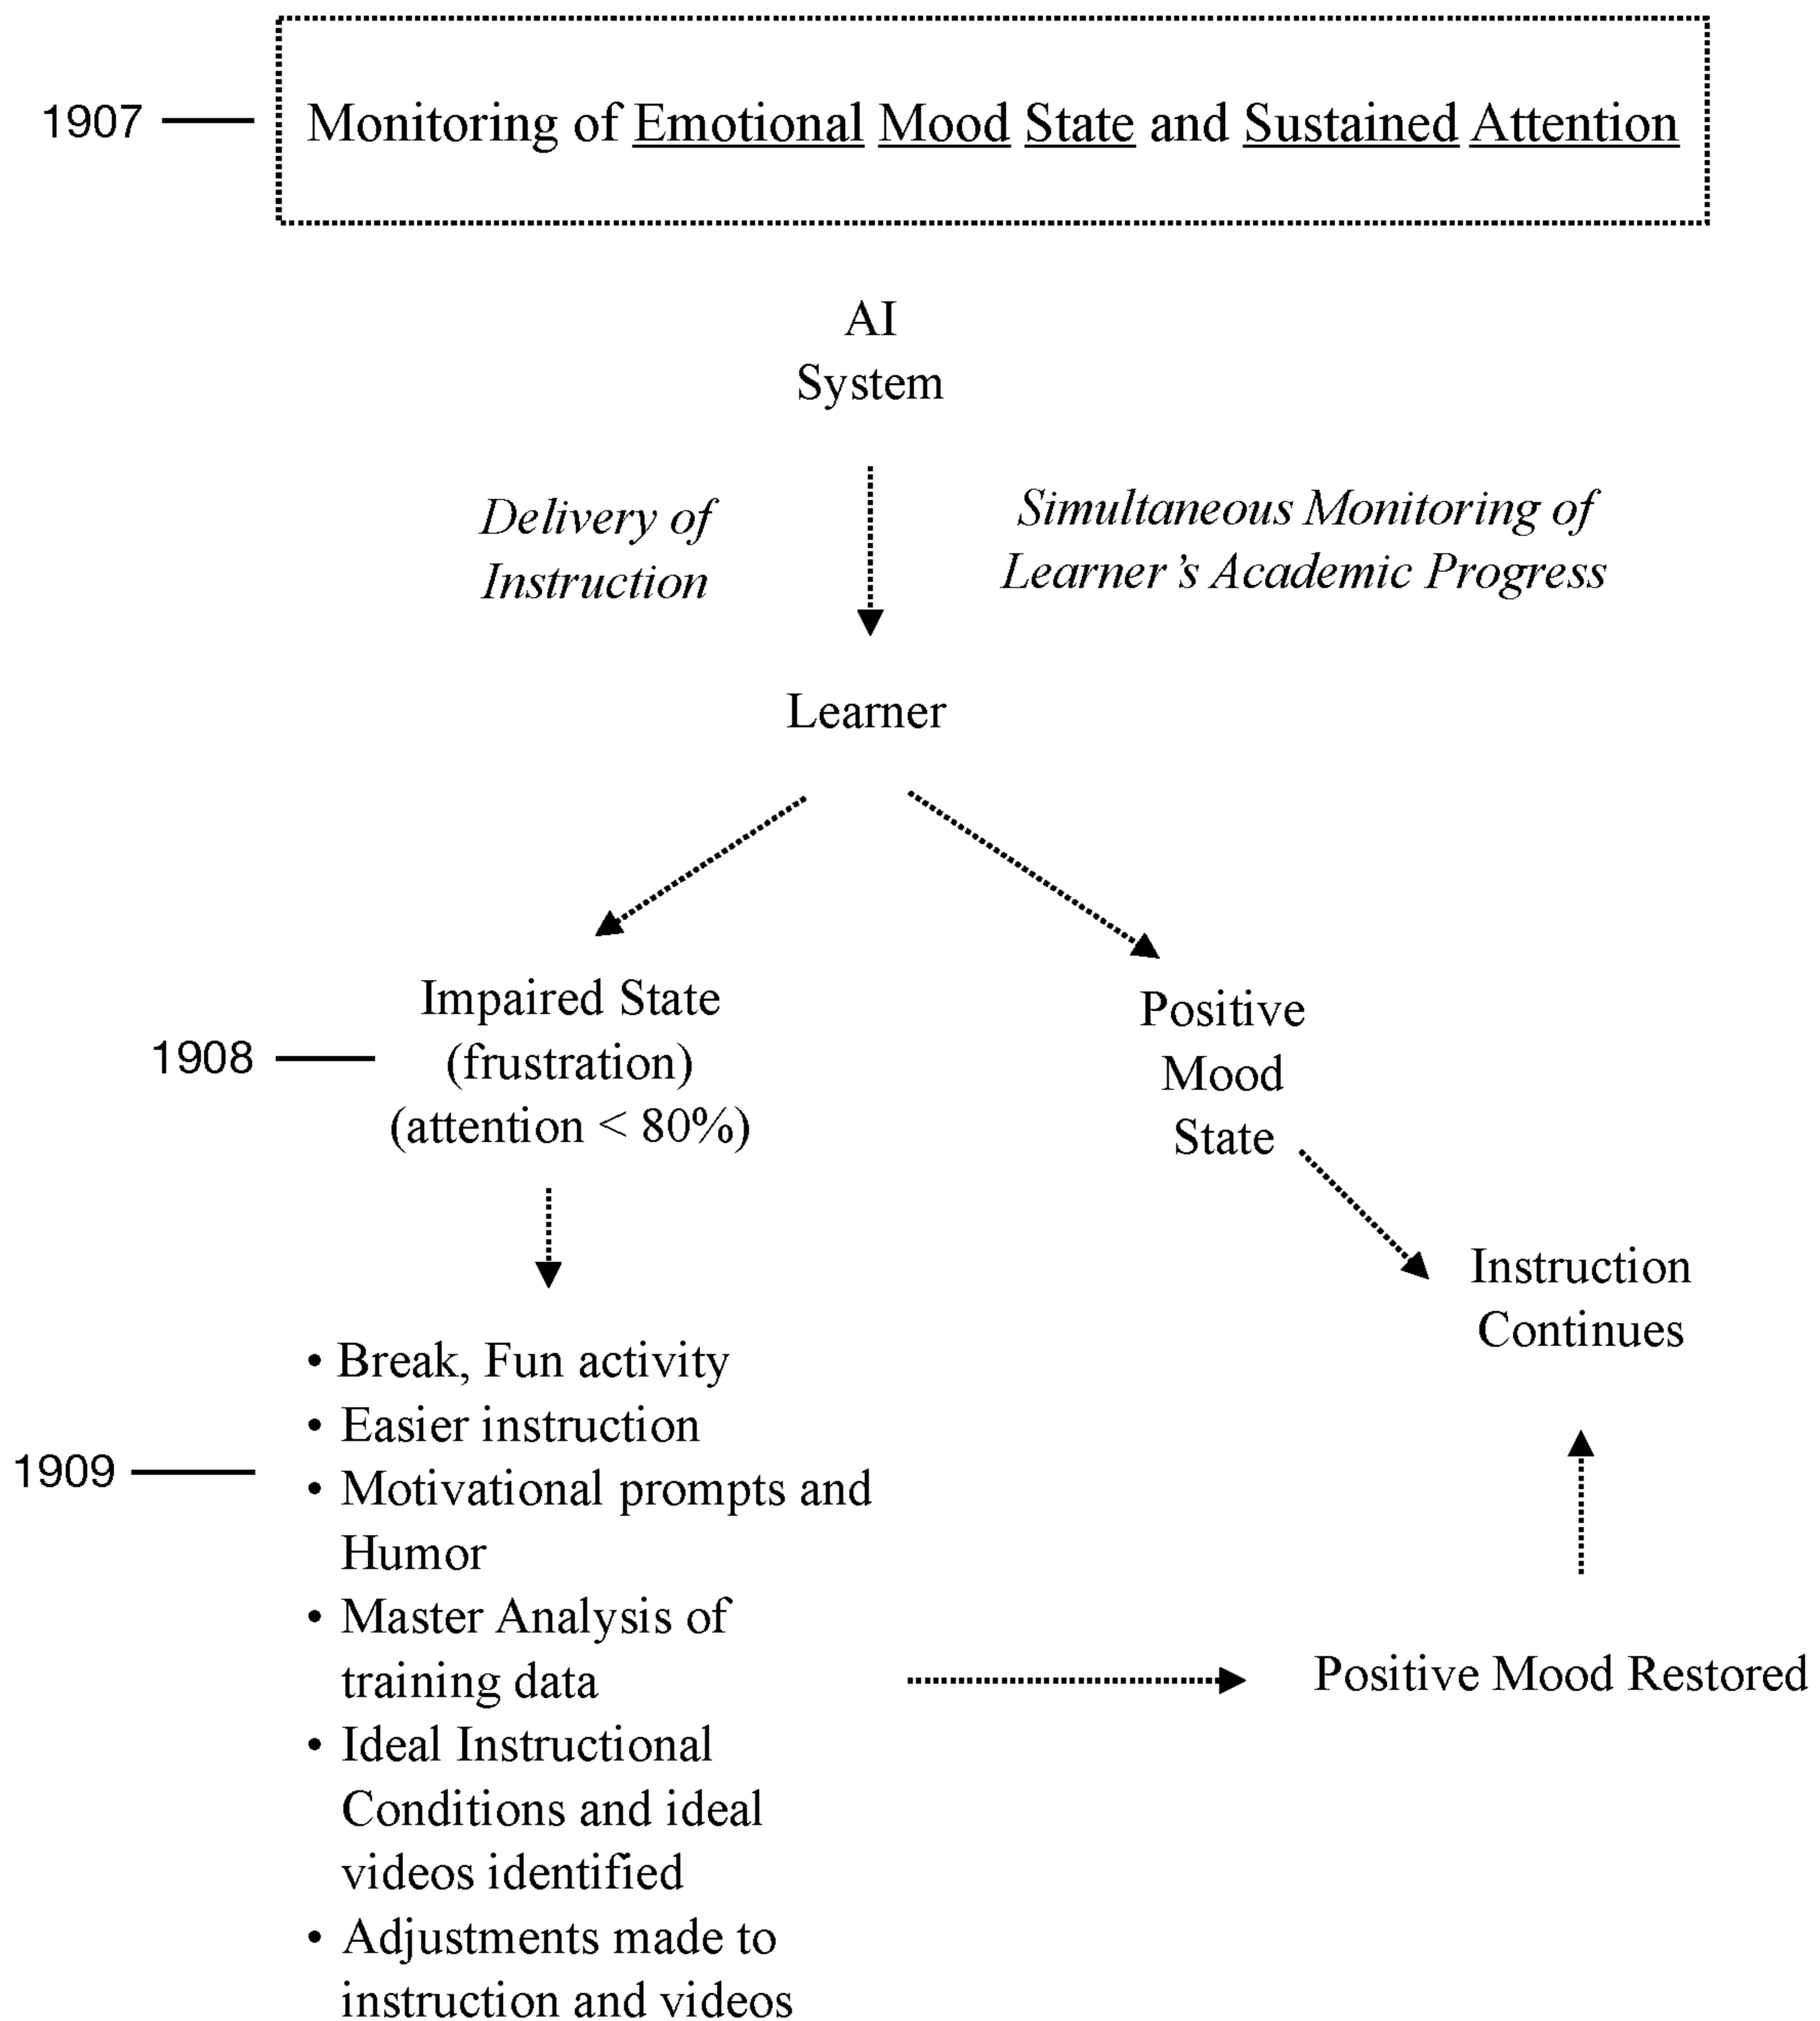 1907
Monitoring of Emotional Mood State and Sustained Attention
AI
System
Delivery of
Instruction
Simultaneous Monitoring of
Learner's Academic Progress
Learner
1908
Impaired State
(frustration)
(attention < 80%)
Positive
Mood
State
Instruction
Continues
1909
• Break, Fun activity
• Easier instruction
• Motivational prompts and
Humor
• Master Analysis of
training data
• Ideal Instructional
Conditions and ideal
videos identified
• Adjustments made to
instruction and videos
Positive Mood Restored